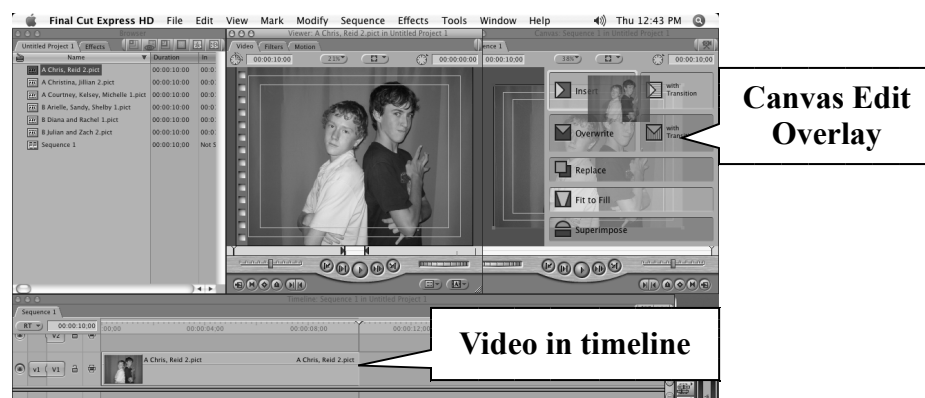 Final Cut Express HD File Edit View Mark Modify Sequence Effects Tools Window Help Thu 12:43 PM
Browser
Untitled Project 1 Effects
Name Duration In
A Chris, Reid 2.pict 00:00:10:00
A Christina, Jillian 2.pict 00:00:10:00
A Courtney, Kelsey, Michelle 1.pict 00:00:10:00
B Arielle, Sandy, Shelby 1.pict 00:00:10:00
B Diana and Rachel 1.pict 00:00:10:00
B Julian and Zach 2.pict 00:00:10:00
Sequence 1 00:00:10:00 Not S
Viewer: A Chris, Reid 2.pict in Untitled Project 1
Video Filters Motion
00:00:10:00 21% 00:00:00:00
Canvas: Sequence 1 in Untitled Project 1
ence 1
00:00:10:00 38% 00:00:10:00
Insert with
Transition
Overwrite with
Trans
Replace
Fit to Fill
Superimpose
Canvas Edit
Overlay
Timeline: Sequence 1 in Untitled Project 1
Sequence 1
RT 00:00:10:00 00:00 00:00:04:00 00:00:08:00 00:00:12:00
V2
v1 V1 A Chris, Reid 2.pict A Chris, Reid 2.pict
Video in timeline